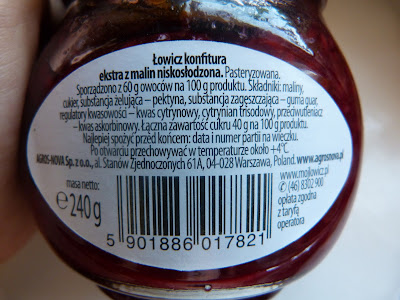 Łowicz konfitura
ekstra z malin niskosłodzona. Pasteryzowana.
Sporządzono z 60 g owoców na 100 g produktu. Składniki: maliny,
cukier, substancja żelująca – pektyna, substancja zagęszczająca – guma guar,
regulatory kwasowości – kwas cytrynowy, cytrynian trisodowy, przeciwutleniacz
– kwas askorbinowy. Łączna zawartość cukru 40 g na 100 g produktu.
Najlepiej spożyć przed końcem: data i numer partii na wieczku.
Po otwarciu przechowywać w temperaturze około +4°C.
AGROS-NOVA Sp. z o.o., al. Stanów Zjednoczonych 61A, 04-028 Warszawa, Poland. www.agrosnova.pl
masa netto:
℮ 240 g
www.mojlowicz.pl
✆ (46) 8302 900
opłata zgodna
z taryfą
operatora
5 901886 017821